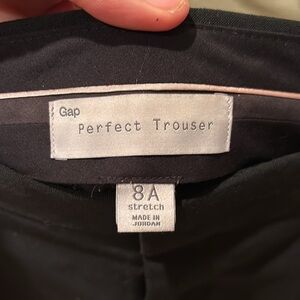 Gap
Perfect Trouser
8A
stretch
MADE IN
JORDAN